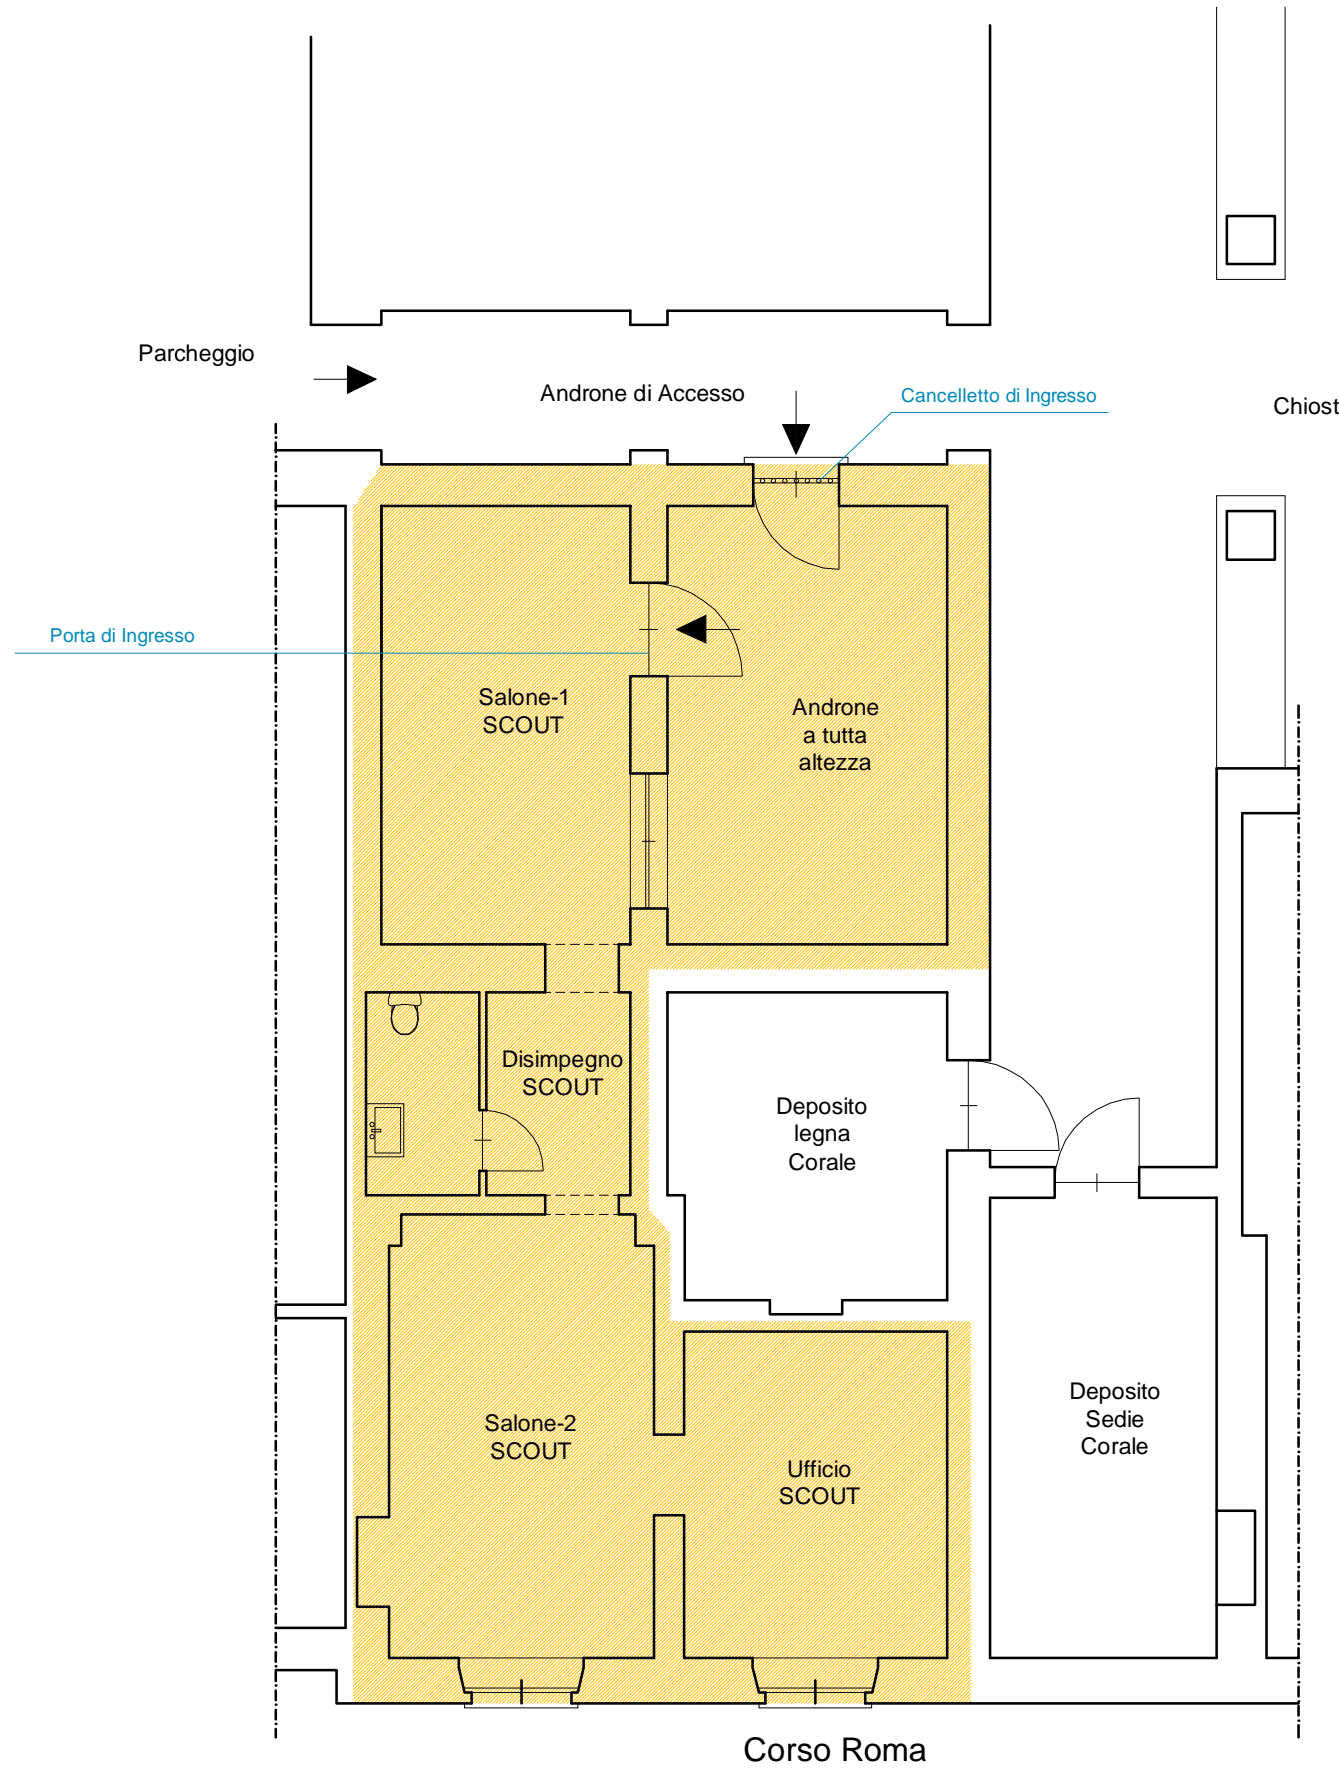 Parcheggio
Androne di Accesso
Cancelletto di Ingresso
Chiost
Porta di Ingresso
Salone-1
SCOUT
Androne
a tutta
altezza
Disimpegno
SCOUT
Deposito
legna
Corale
Deposito
Sedie
Corale
Salone-2
SCOUT
Ufficio
SCOUT
Corso Roma